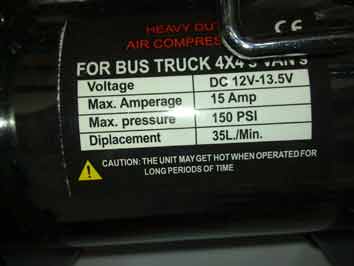 HEAVY DUT
AIR COMPRES
CE
FOR BUS TRUCK 4X4'S VAN'S
Voltage DC 12V-13.5V
Max. Amperage 15 Amp
Max. pressure 150 PSI
Diplacement 35L./Min.
CAUTION: THE UNIT MAY GET HOT WHEN OPERATED FOR
LONG PERIODS OF TIME